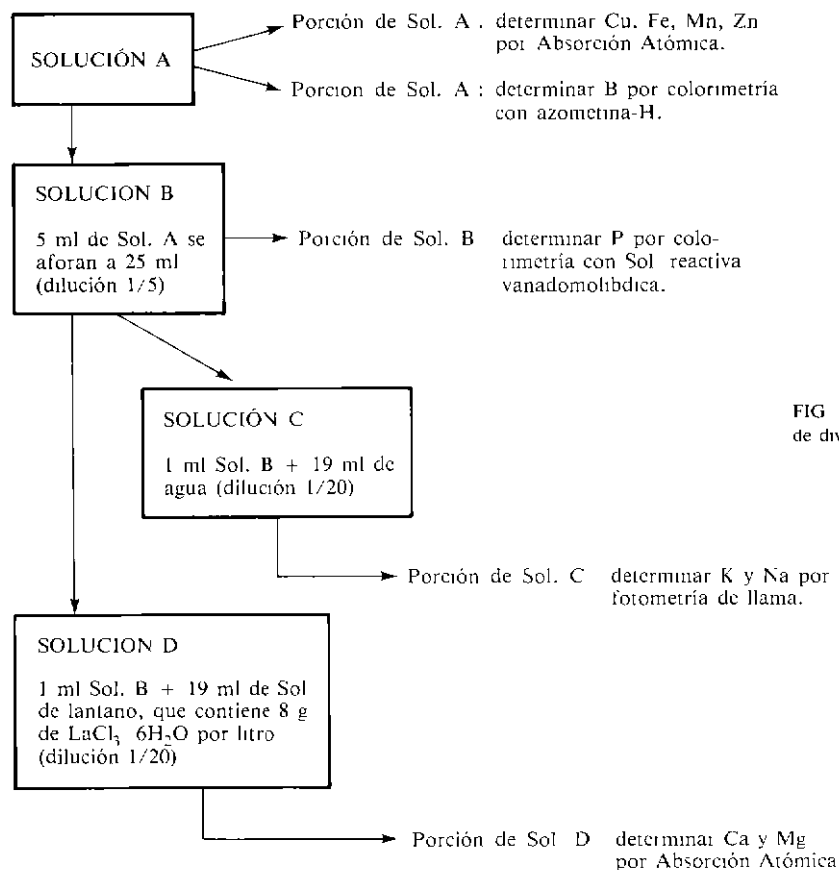 Porción de Sol. A . determinar Cu. Fe, Mn, Zn
por Absorción Atómica.
SOLUCIÓN A
Porcion de Sol. A : determinar B por colorimetría
con azometina-H.
SOLUCION B
5 ml de Sol. A se
aforan a 25 ml
(dilución 1/5)
Porción de Sol. B determinar P por colo-
rimetría con Sol reactiva
vanadomolibdica.
SOLUCIÓN C
1 ml Sol. B + 19 ml de
agua (dilución 1/20)
FIG
de div
Porción de Sol. C determinar K y Na por
fotometría de llama.
SOLUCION D
1 ml Sol. B + 19 ml de Sol
de lantano, que contiene 8 g
de LaCl₃ 6H₂O por litro
(dilución 1/20)
Porción de Sol D determinar Ca y Mg
por Absorción Atómica